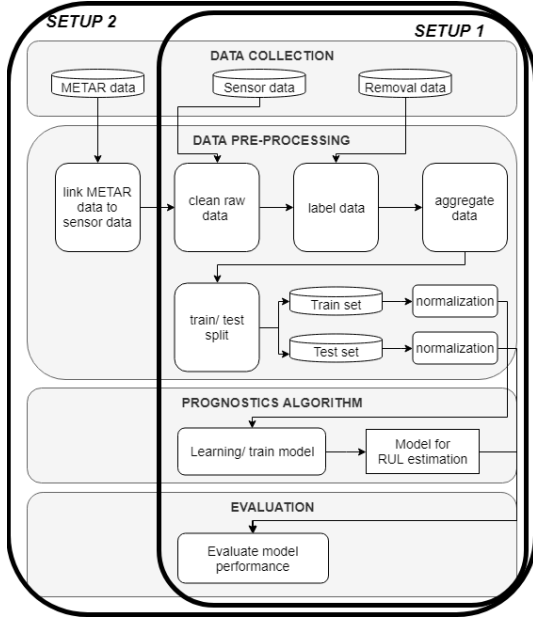 SETUP 2
SETUP 1
DATA COLLECTION
METAR data
Sensor data
Removal data
DATA PRE-PROCESSING
link METAR
data to
sensor data
clean raw
data
label data
aggregate
data
train/ test
split
Train set
normalization
Test set
normalization
PROGNOSTICS ALGORITHM
Learning/ train model
Model for
RUL estimation
EVALUATION
Evaluate model
performance